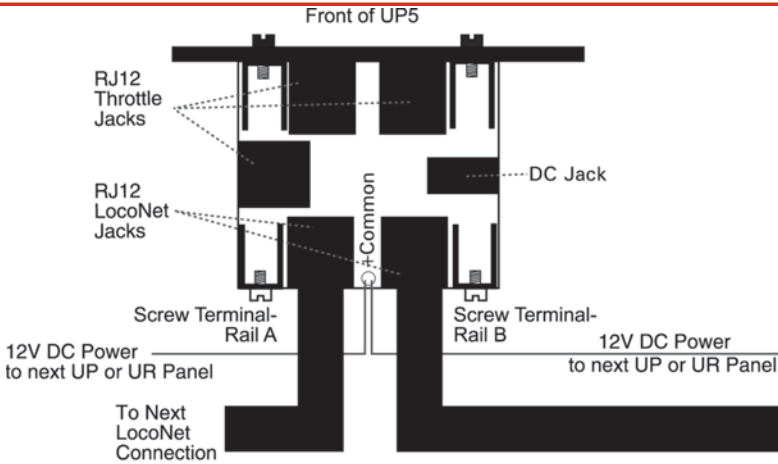 Front of UP5
RJ12
Throttle
Jacks
DC Jack
RJ12
LocoNet
Jacks
+Common
Screw Terminal-
Rail A
Screw Terminal-
Rail B
12V DC Power
to next UP or UR Panel
12V DC Power
to next UP or UR Panel
To Next
LocoNet
Connection